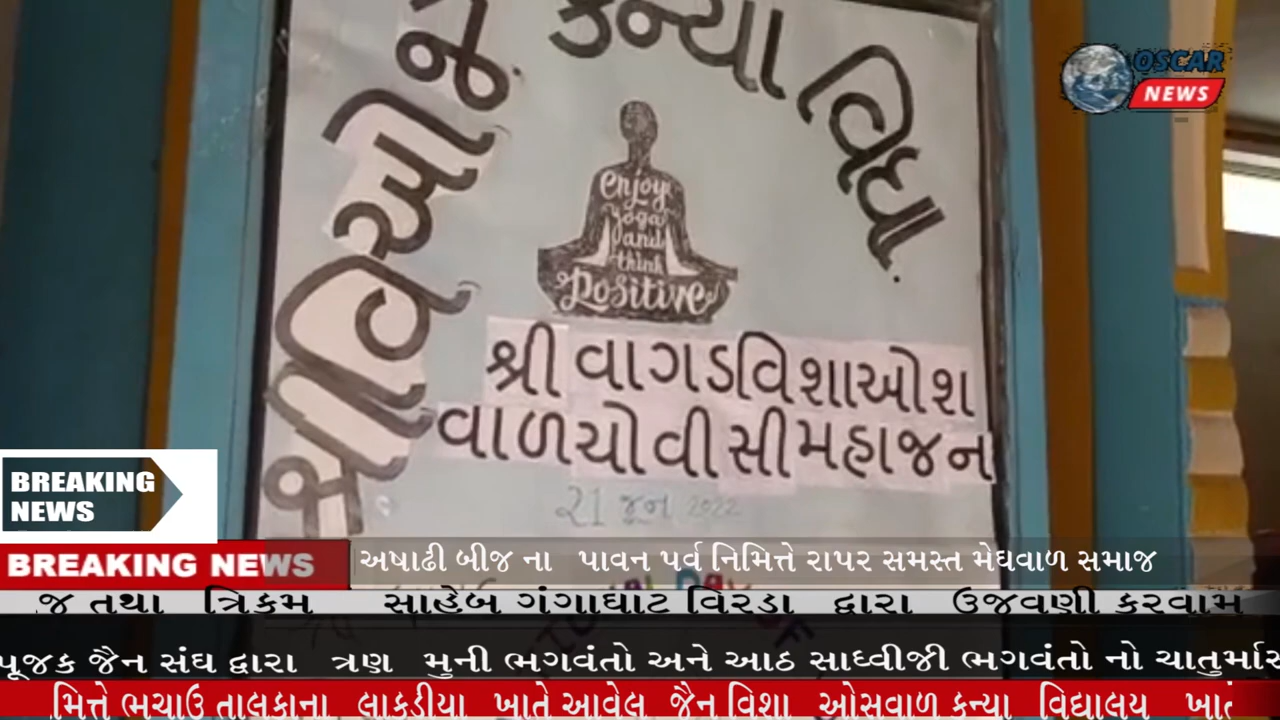 જૈ કન્યા વિદ્યા
વિઓ
OSCAR
NEWS
enjoy
yoga
and
think
Positive
શ્રી વાગડવિશાઓશ
વાળચોવીસીમહાજન
21 જૂન 2022
BREAKING
NEWS
BREAKING NEWS
અષાઢી બીજ ના પાવન પર્વ નિમિત્તે રાપર સમસ્ત મેઘવાળ સમાજ
જ તથા ત્રિકમ સાહેબ ગંગાઘાટ વિરડા દ્વારા ઉજવણી કરવામ
પૂજક જૈન સંઘ દ્વારા ત્રણ મુની ભગવંતો અને આઠ સાધ્વીજી ભગવંતો નો ચાતુર્માસ
મિત્તે ભચાઉ તાલુકાના લાકડીયા ખાતે આવેલ જૈન વિશા ઓસવાળ કન્યા વિદ્યાલય ખાત